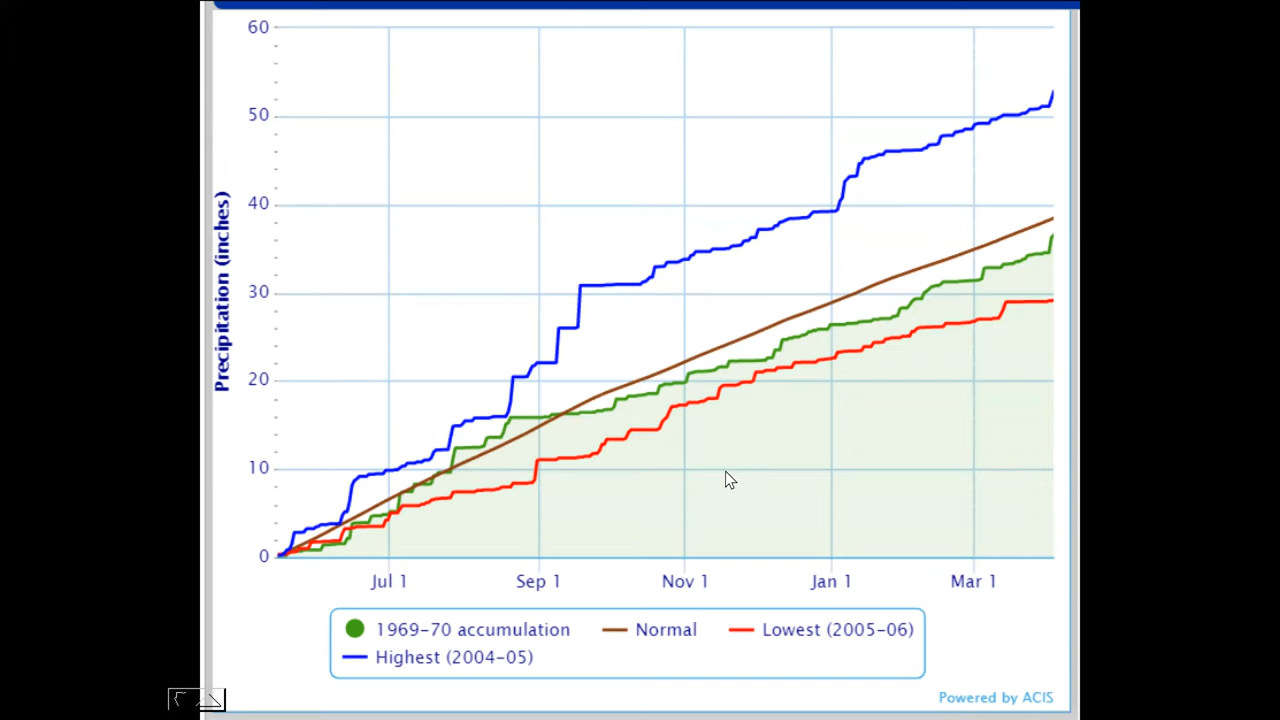 60
50
40
30
20
10
0
Precipitation (inches)
Jul 1 Sep 1 Nov 1 Jan 1 Mar 1
1969-70 accumulation Normal Lowest (2005-06)
Highest (2004-05)
Powered by ACIS